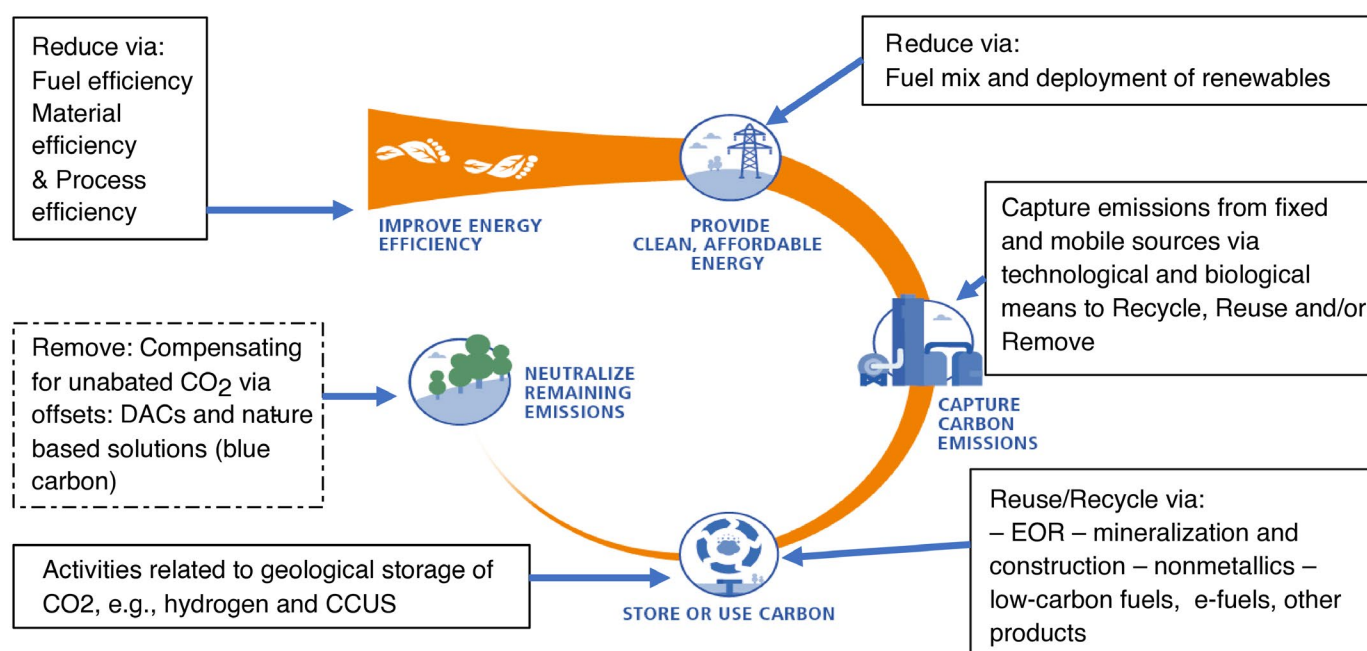 Reduce via:
Fuel efficiency
Material
efficiency
& Process
efficiency
Reduce via:
Fuel mix and deployment of renewables
IMPROVE ENERGY
EFFICIENCY
PROVIDE
CLEAN, AFFORDABLE
ENERGY
Capture emissions from fixed
and mobile sources via
technological and biological
means to Recycle, Reuse and/or
Remove
Remove: Compensating
for unabated CO2 via
offsets: DACs and nature
based solutions (blue
carbon)
NEUTRALIZE
REMAINING
EMISSIONS
CAPTURE
CARBON
EMISSIONS
Reuse/Recycle via:
– EOR – mineralization and
construction – nonmetallics –
low-carbon fuels, e-fuels, other
products
Activities related to geological storage of
CO2, e.g., hydrogen and CCUS
STORE OR USE CARBON